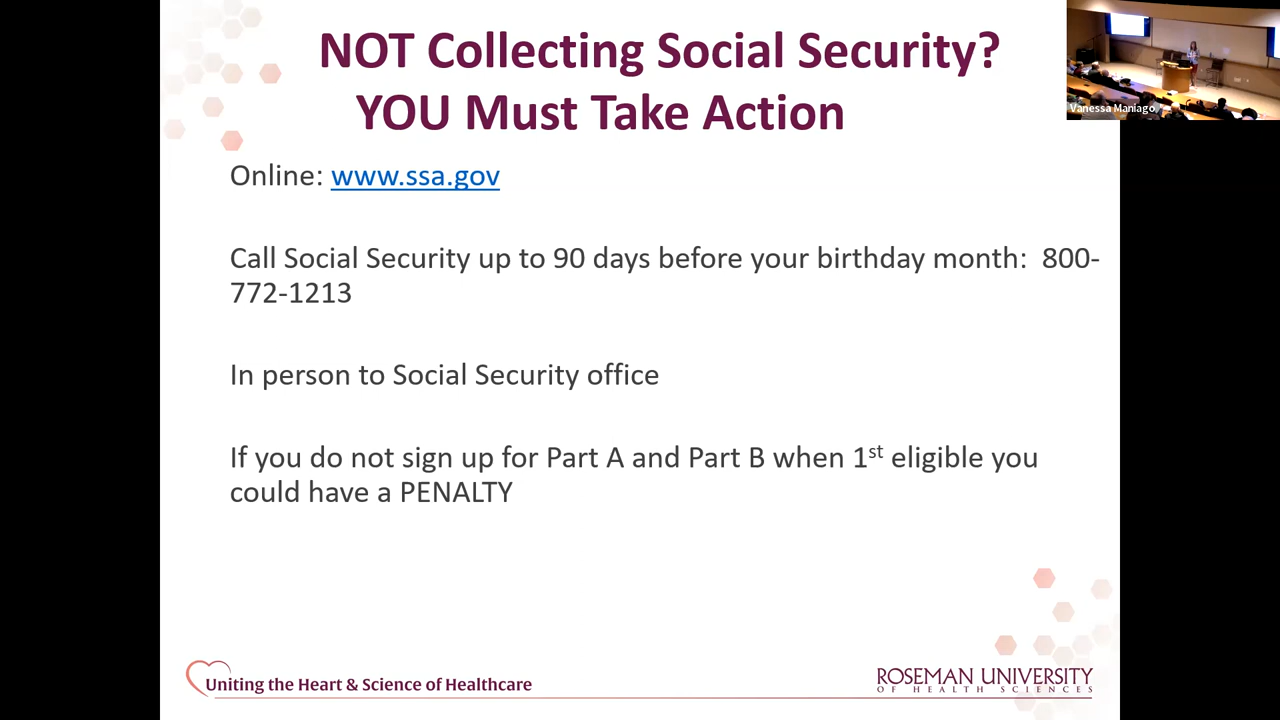 NOT Collecting Social Security?
YOU Must Take Action
Vanessa Maniago
Online: www.ssa.gov
Call Social Security up to 90 days before your birthday month: 800-
772-1213
In person to Social Security office
If you do not sign up for Part A and Part B when 1st eligible you
could have a PENALTY
Uniting the Heart & Science of Healthcare
ROSEMAN UNIVERSITY
OF HEALTH SCIENCES